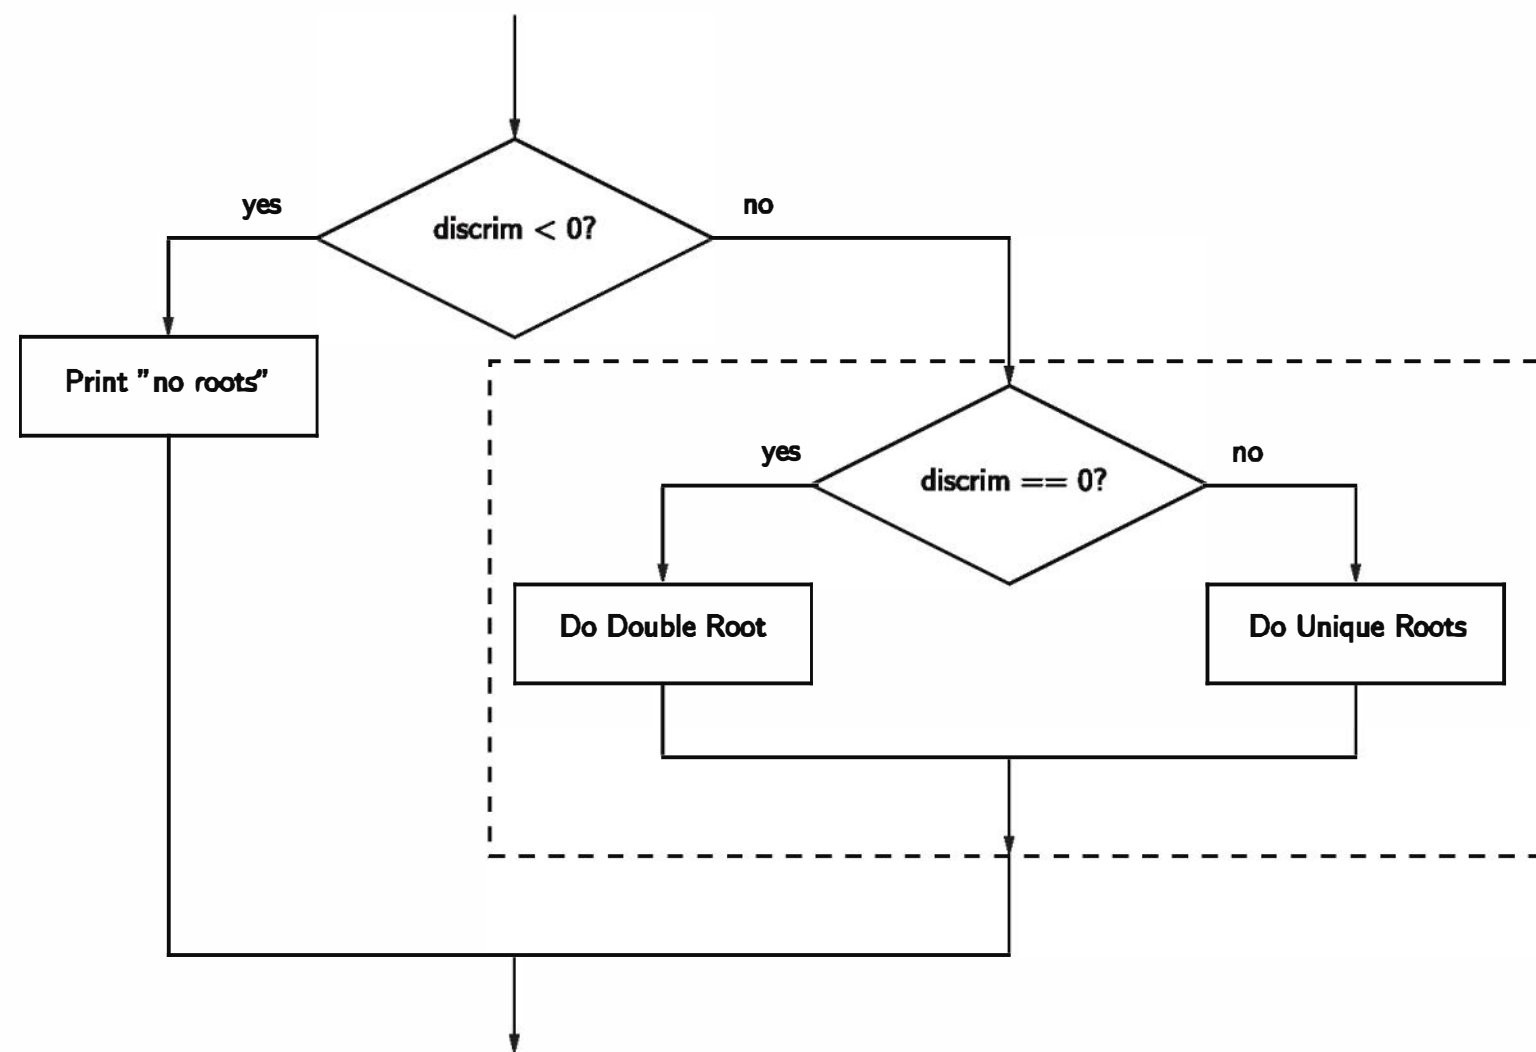 yes
no
discrim < 0?
Print "no roots"
yes
no
discrim == 0?
Do Double Root
Do Unique Roots